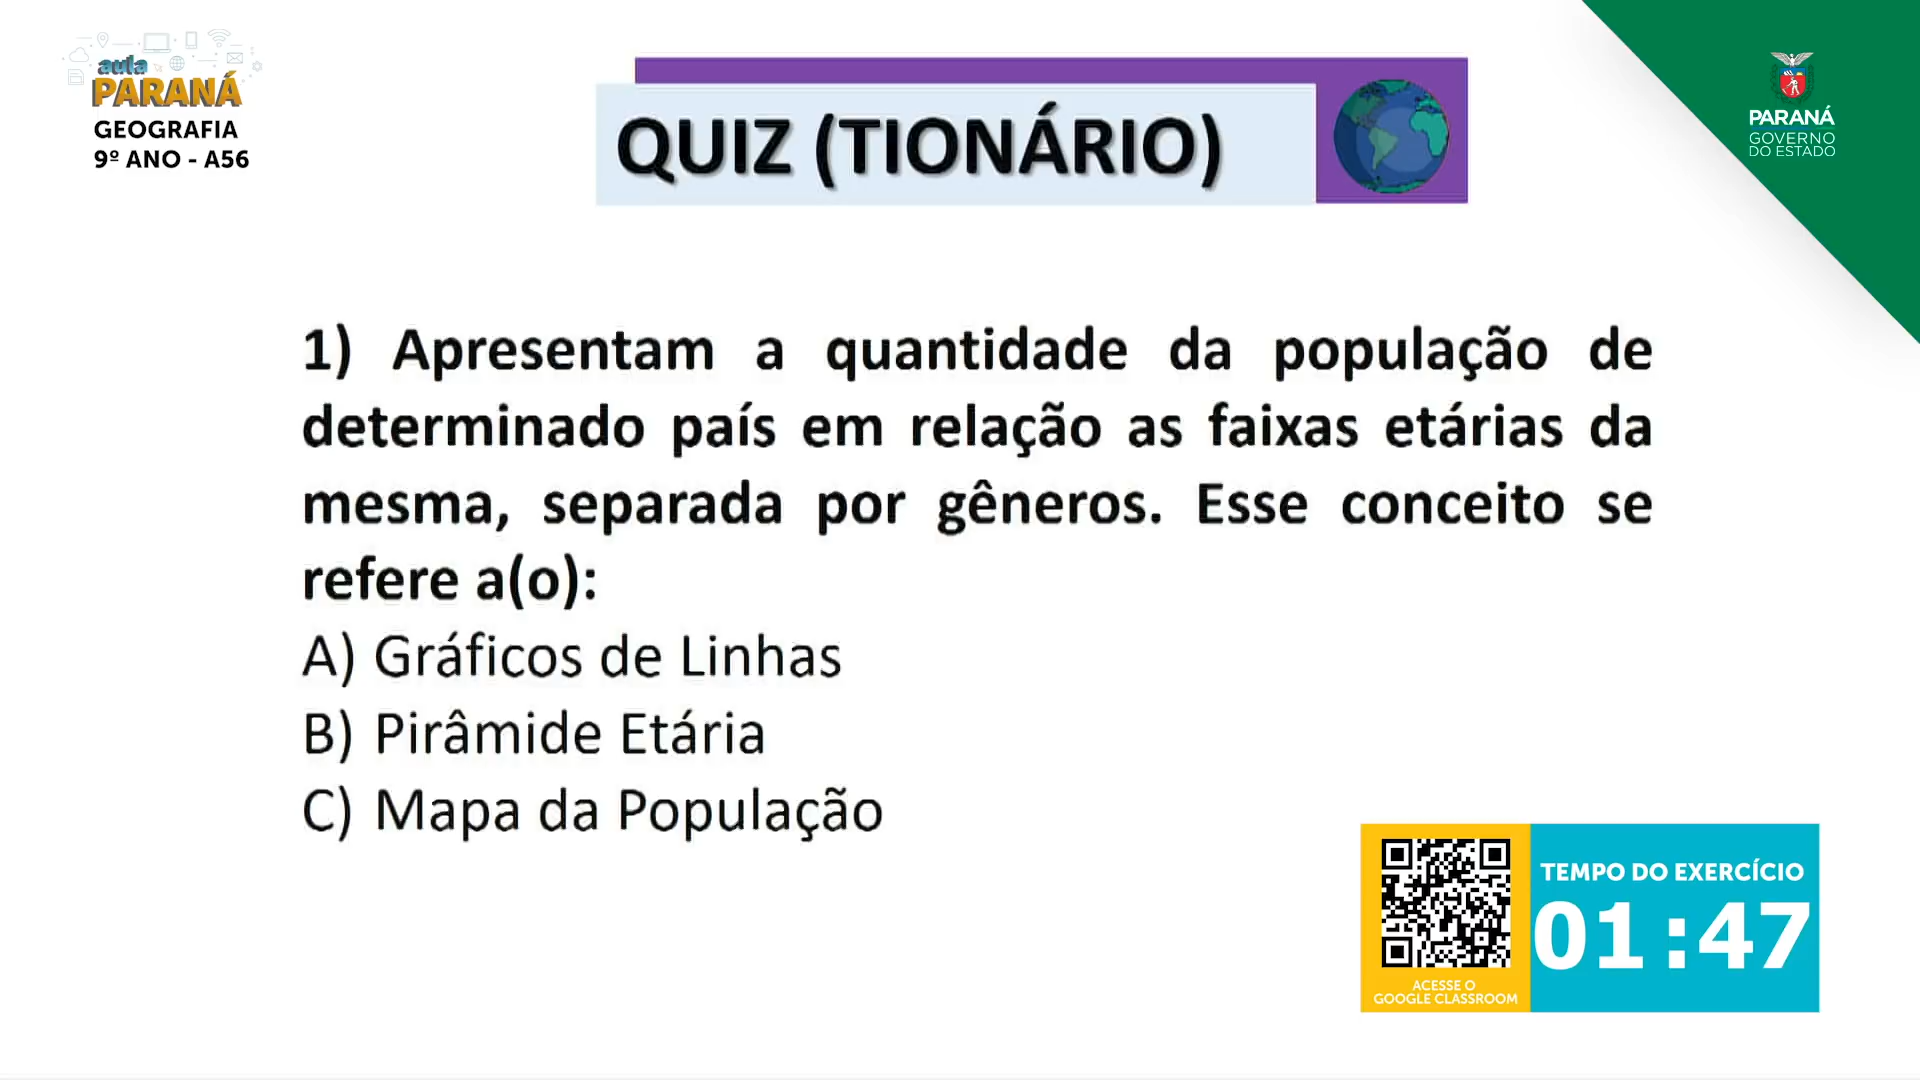 aula
PARANÁ
GEOGRAFIA
9º ANO - A56
QUIZ (TIONÁRIO)
PARANÁ
GOVERNO
DO ESTADO
1) Apresentam a quantidade da população de
determinado país em relação as faixas etárias da
mesma, separada por gêneros. Esse conceito se
refere a(o):
A) Gráficos de Linhas
B) Pirâmide Etária
C) Mapa da População
TEMPO DO EXERCÍCIO
01:47
ACESSE O
GOOGLE CLASSROOM